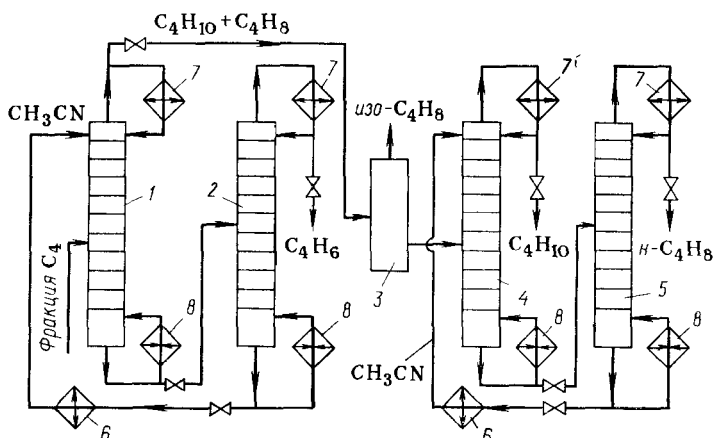 C₄H₁₀+C₄H₈
7
7
7
7
CH₃CN
изо-C₄H₈
1
2
3
4
5
Фракция C₄
C₄H₆
C₄H₁₀
н-C₄H₈
8
8
8
8
CH₃CN
6
6